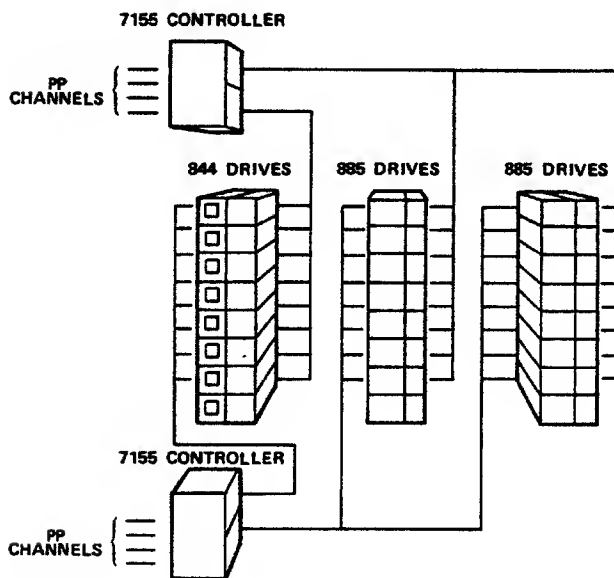 7155 CONTROLLER
PP
CHANNELS
844 DRIVES
885 DRIVES
885 DRIVES
7155 CONTROLLER
PP
CHANNELS